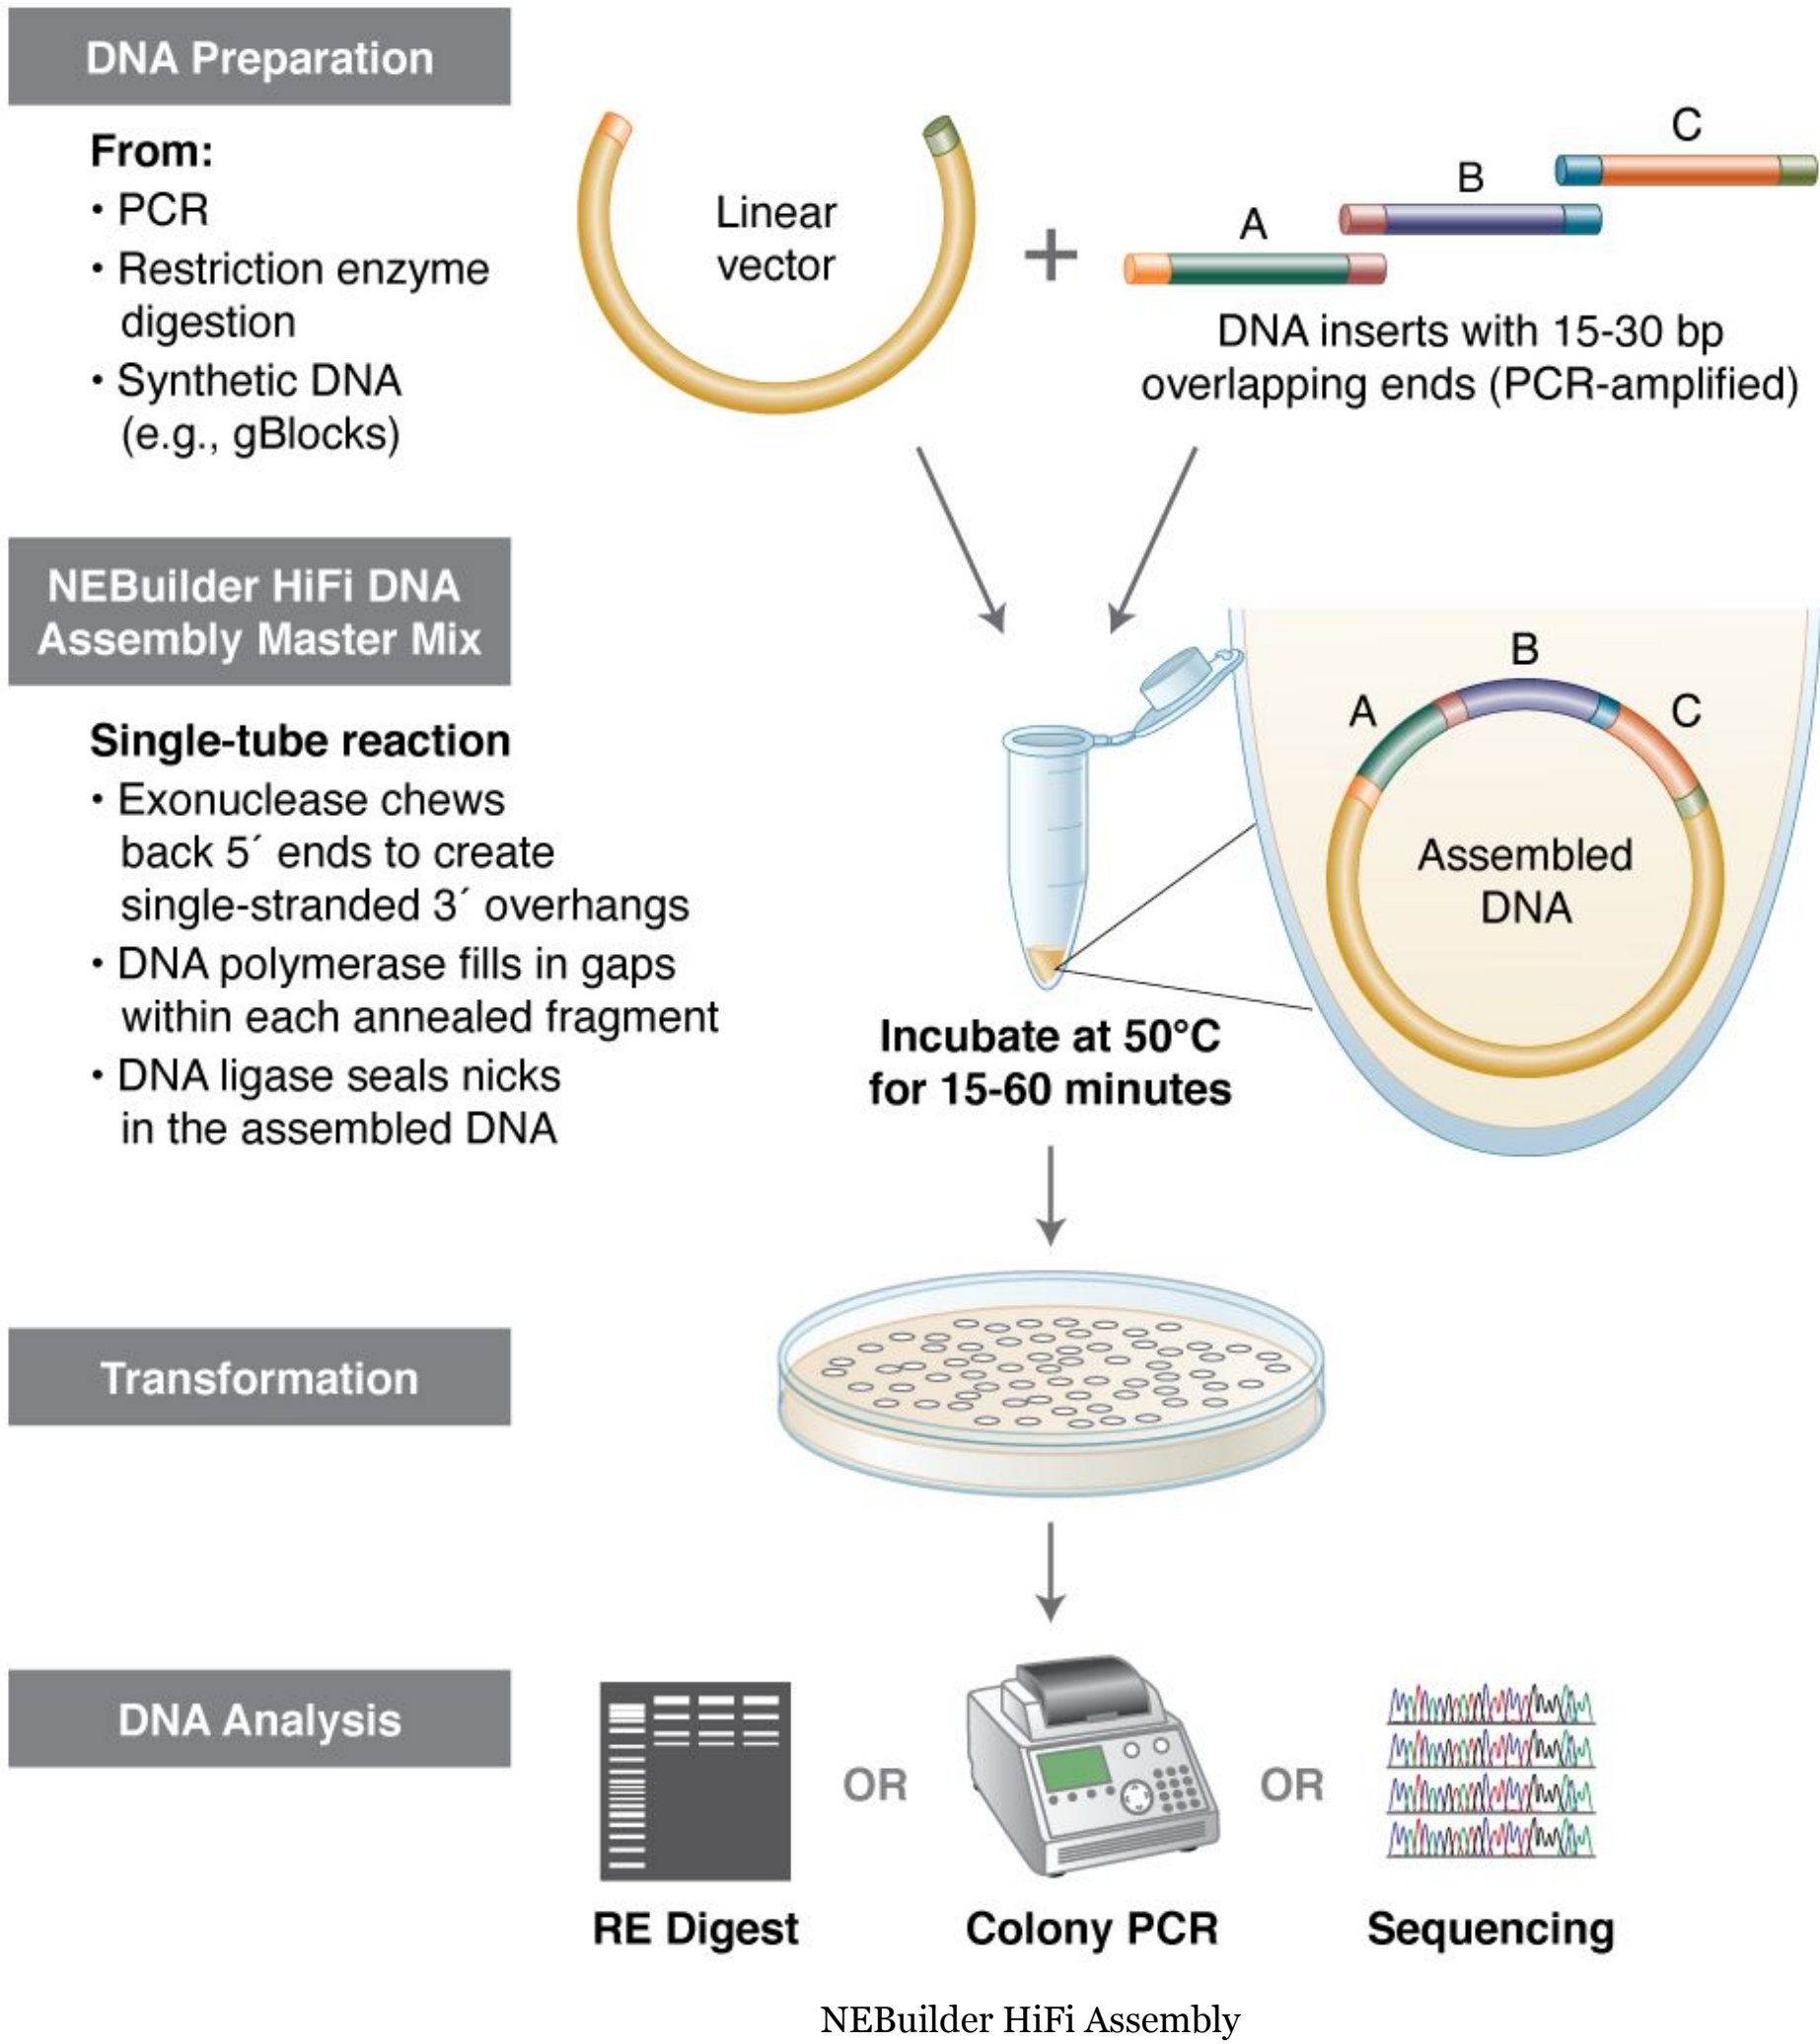 DNA Preparation
From:
• PCR
• Restriction enzyme
digestion
• Synthetic DNA
(e.g., gBlocks)
Linear
vector
+
A
B
C
DNA inserts with 15-30 bp
overlapping ends (PCR-amplified)
NEBuilder HiFi DNA
Assembly Master Mix
Single-tube reaction
• Exonuclease chews
back 5´ ends to create
single-stranded 3´ overhangs
• DNA polymerase fills in gaps
within each annealed fragment
• DNA ligase seals nicks
in the assembled DNA
Incubate at 50°C
for 15-60 minutes
A
B
C
Assembled
DNA
Transformation
DNA Analysis
OR
OR
RE Digest
Colony PCR
Sequencing
NEBuilder HiFi Assembly